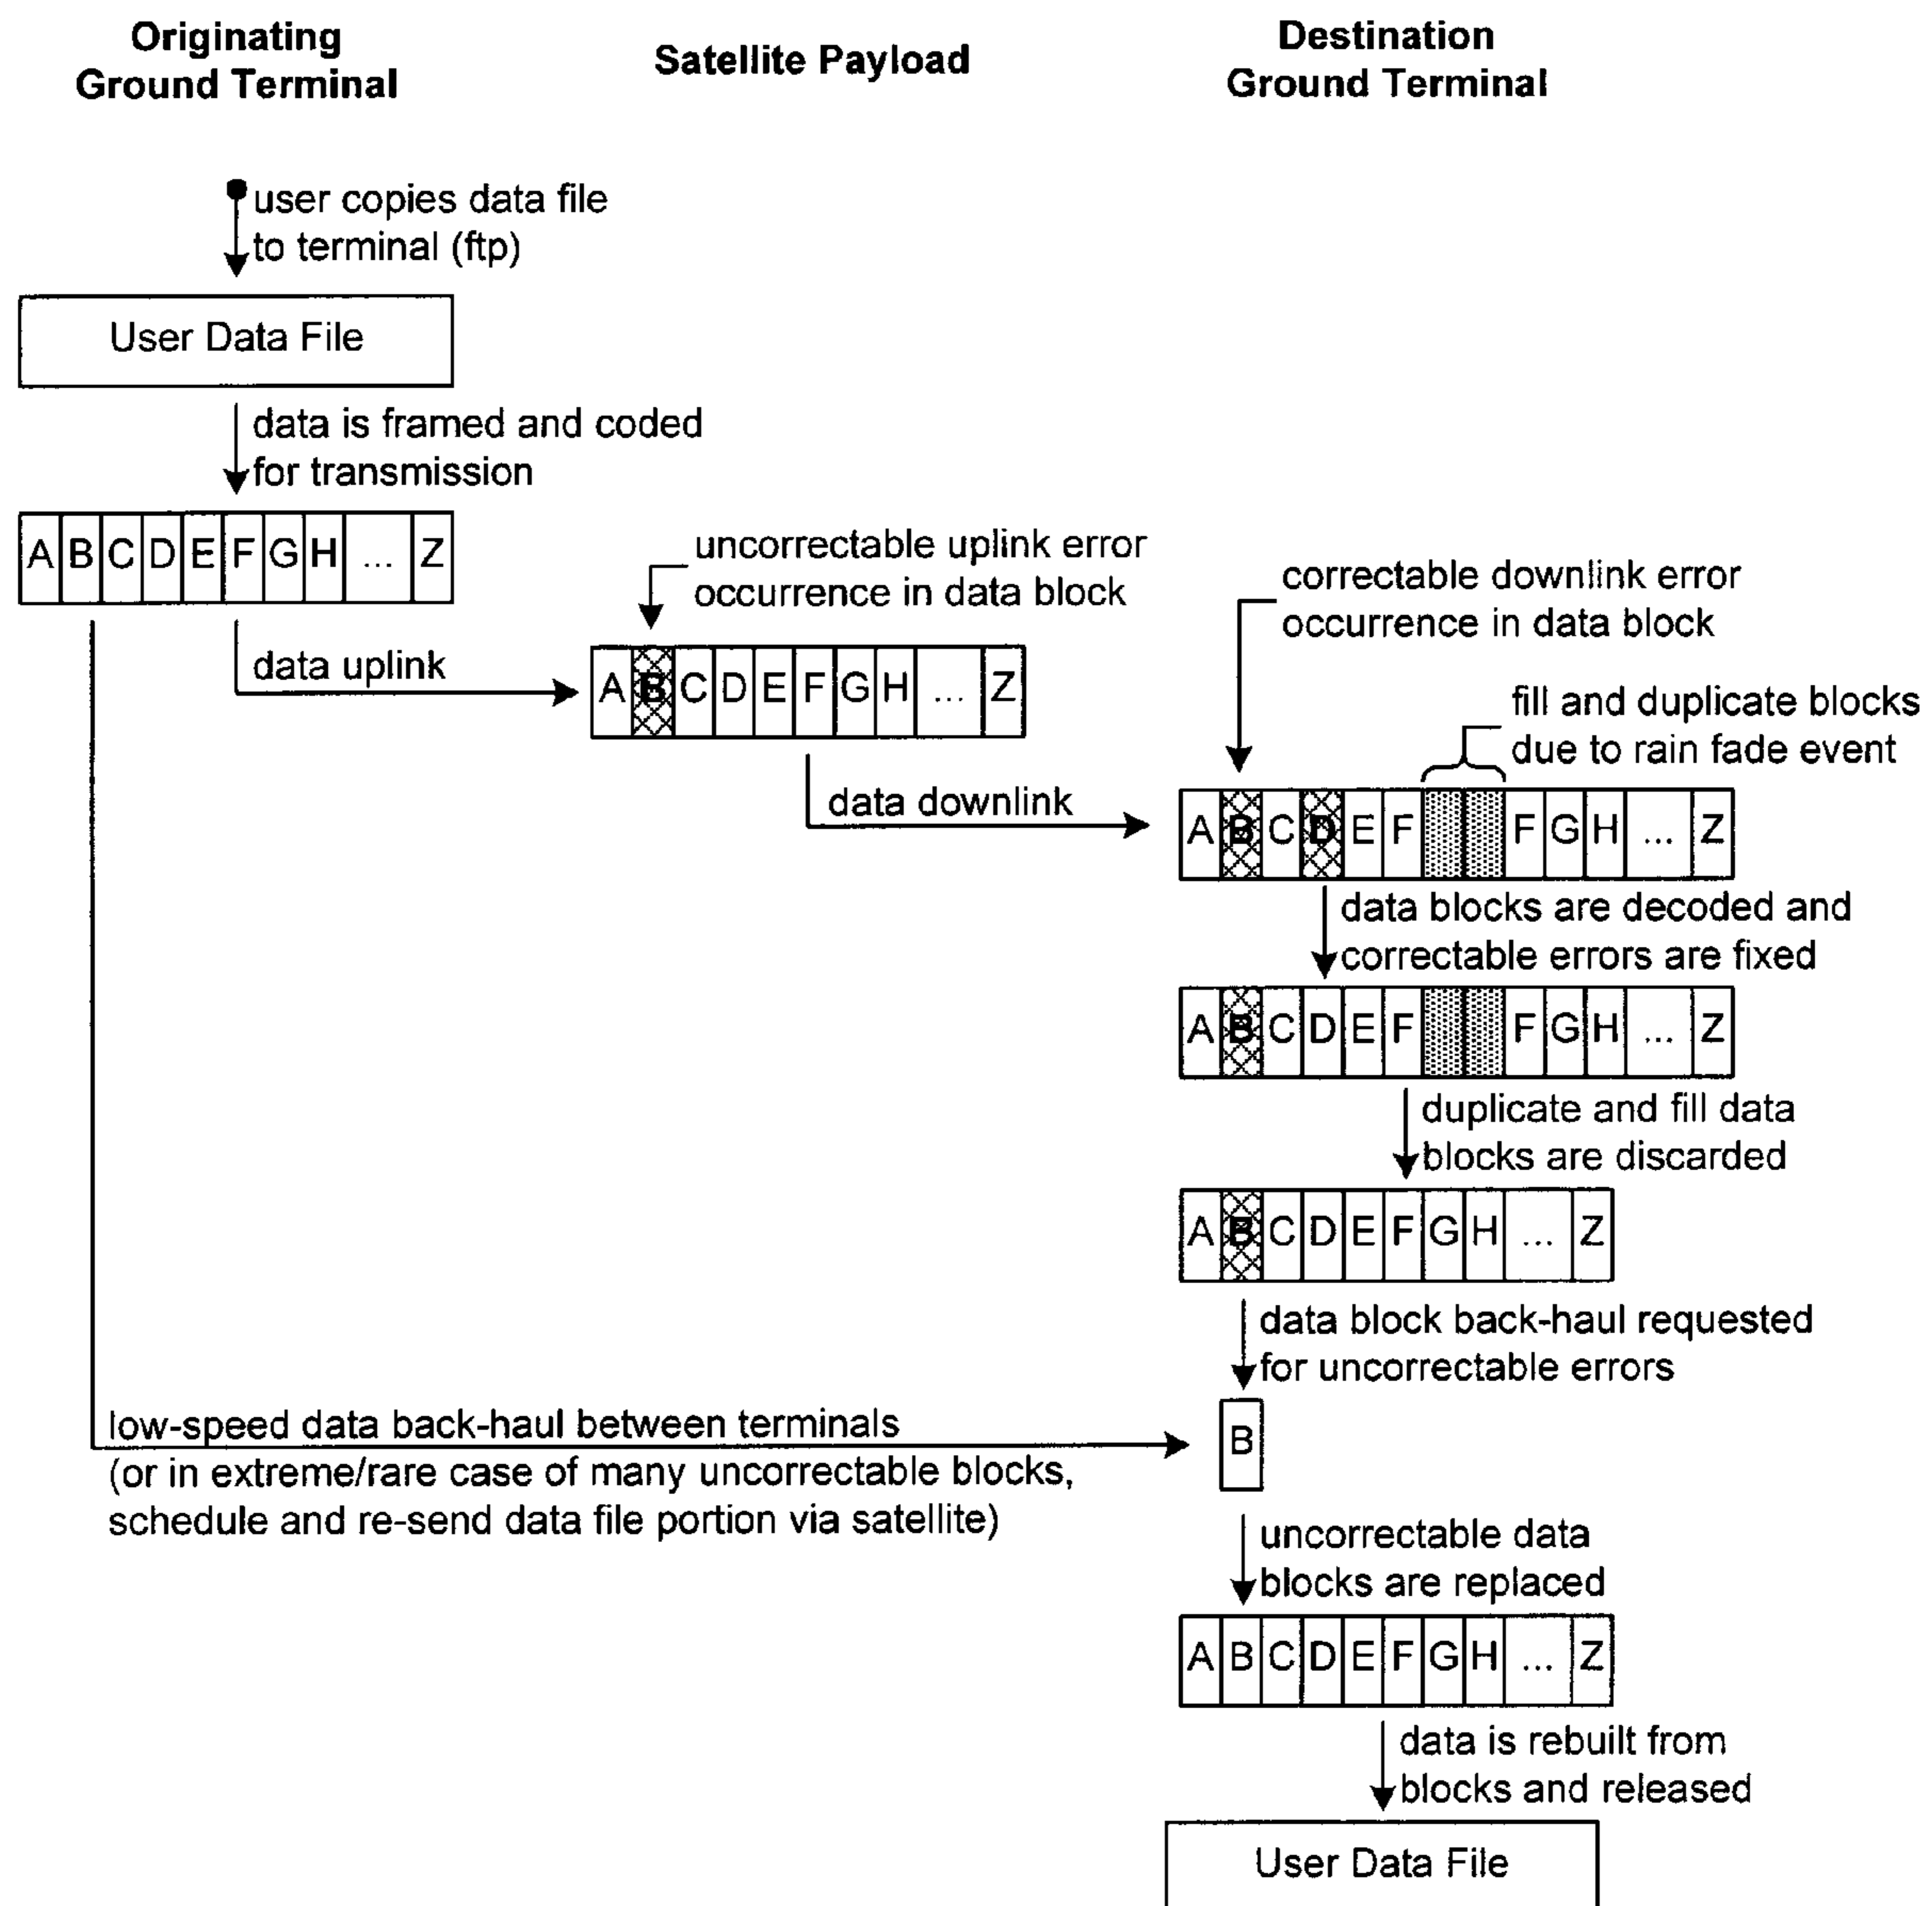 Originating
Ground Terminal
Satellite Payload
Destination
Ground Terminal
user copies data file
to terminal (ftp)
User Data File
data is framed and coded
for transmission
A B C D E F G H ... Z
uncorrectable uplink error
occurrence in data block
data uplink
A B C D E F G H ... Z
correctable downlink error
occurrence in data block
fill and duplicate blocks
due to rain fade event
data downlink
A B C D E F F G H ... Z
data blocks are decoded and
correctable errors are fixed
A B C D E F F G H ... Z
duplicate and fill data
blocks are discarded
A B C D E F G H ... Z
data block back-haul requested
for uncorrectable errors
low-speed data back-haul between terminals
(or in extreme/rare case of many uncorrectable blocks,
schedule and re-send data file portion via satellite)
B
uncorrectable data
blocks are replaced
A B C D E F G H ... Z
data is rebuilt from
blocks and released
User Data File